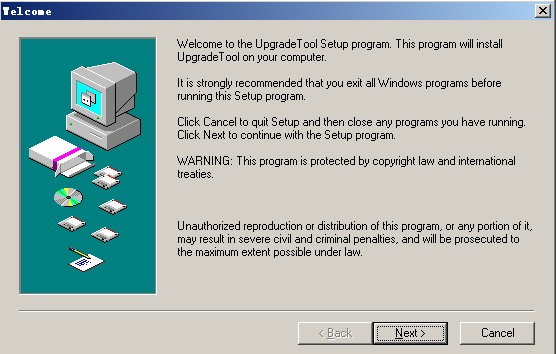 Welcome
Welcome to the UpgradeTool Setup program. This program will install
UpgradeTool on your computer.
It is strongly recommended that you exit all Windows programs before
running this Setup program.
Click Cancel to quit Setup and then close any programs you have running.
Click Next to continue with the Setup program.
WARNING: This program is protected by copyright law and international
treaties.
Unauthorized reproduction or distribution of this program, or any portion of it,
may result in severe civil and criminal penalties, and will be prosecuted to
the maximum extent possible under law.
< Back Next > Cancel